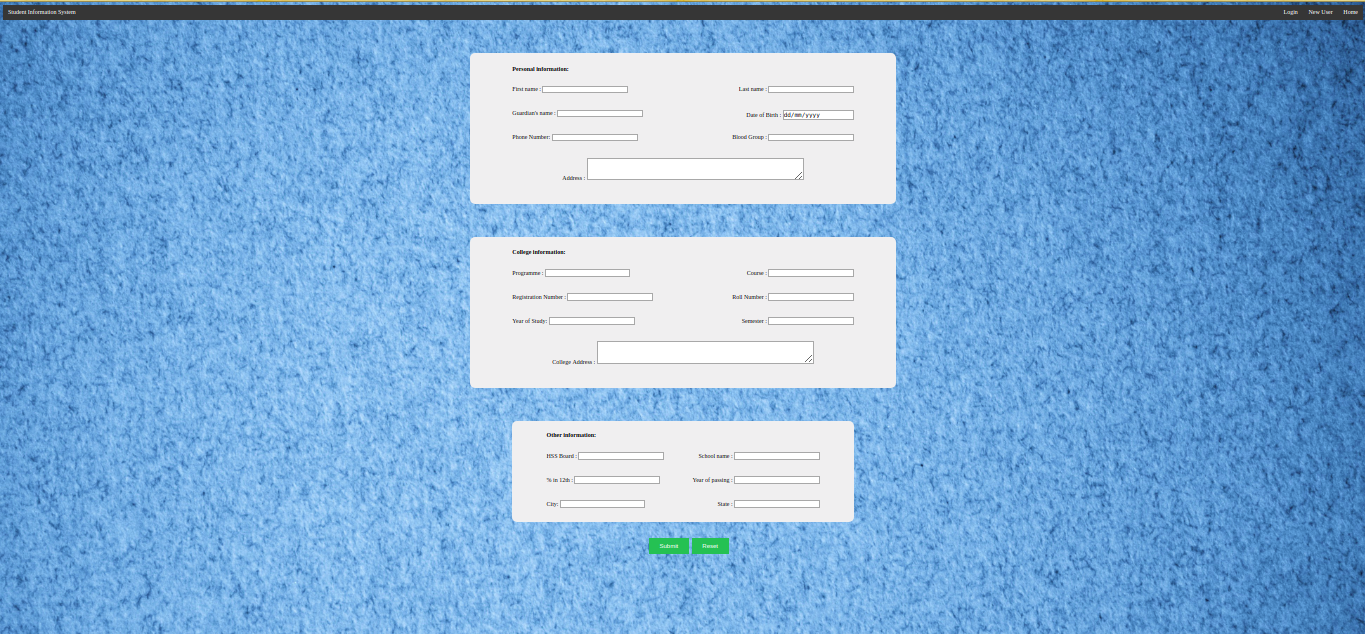 Student Information System Login New User Home
Personal information:
First name : Last name :
Guardian's name : Date of Birth : dd/mm/yyyy
Phone Number: Blood Group :
Address :
College information:
Programme : Course :
Registration Number : Roll Number :
Year of Study: Semester :
College Address :
Other information:
HSS Board : School name :
% in 12th : Year of passing :
City: State :
Submit Reset